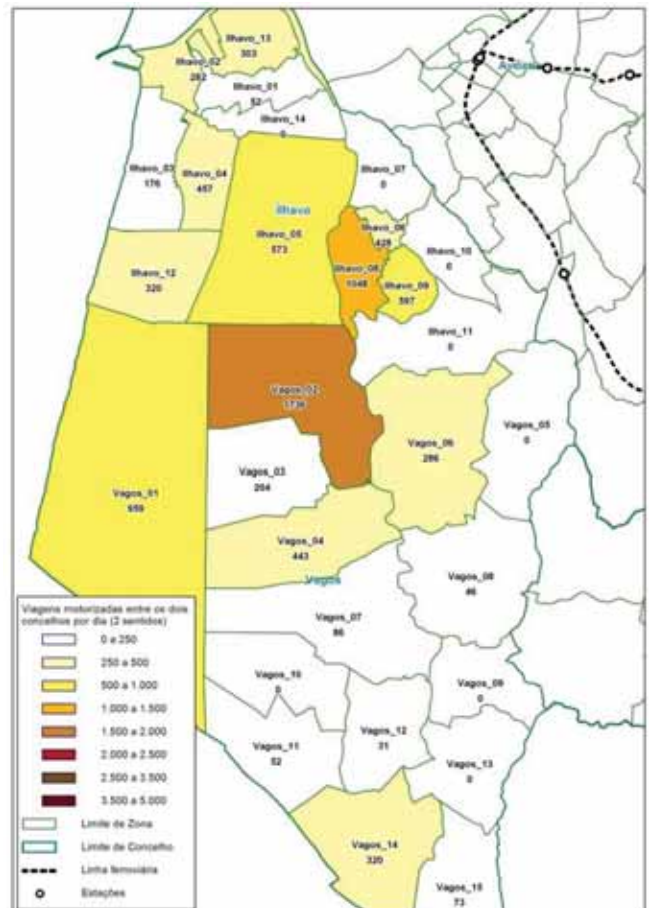 Ilhavo_13
303
Ilhavo_02
282
Ilhavo_01
52
Ilhavo_14
0
Aveiro
Ilhavo_03
176
Ilhavo_04
457
Ilhavo_07
0
Ilhavo
Ilhavo_05
573
Ilhavo_06
428
Ilhavo_10
0
Ilhavo_08
1048
Ilhavo_09
597
Ilhavo_12
320
Ilhavo_11
0
Vagos_02
1736
Vagos_05
0
Vagos_06
286
Vagos_03
204
Vagos_01
959
Vagos_04
443
Vagos
Vagos_08
46
Vagos_07
86
Vagos_10
0
Vagos_09
0
Vagos_12
31
Vagos_11
52
Vagos_13
0
Vagos_14
320
Vagos_15
73
Viagens motorizadas entre os dois
concelhos por dia (2 sentidos)
0 a 250
250 a 500
500 a 1.000
1.000 a 1.500
1.500 a 2.000
2.000 a 2.500
2.500 a 3.500
3.500 a 5.000
Limite de Zona
Limite de Concelho
Linha ferroviária
Estações